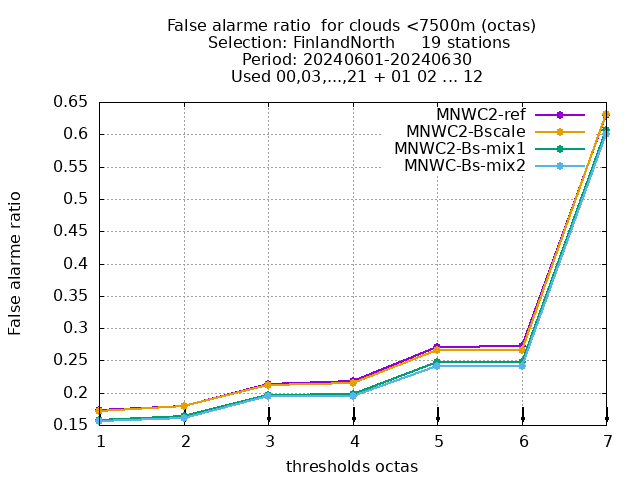 False alarme ratio  for clouds <7500m (octas)
Selection: FinlandNorth     19 stations
Period: 20240601-20240630
Used 00,03,...,21 + 01 02 ... 12
MNWC2-ref
MNWC2-Bscale
MNWC2-Bs-mix1
MNWC-Bs-mix2
False alarme ratio
0.65
0.6
0.55
0.5
0.45
0.4
0.35
0.3
0.25
0.2
0.15
1 2 3 4 5 6 7
thresholds octas